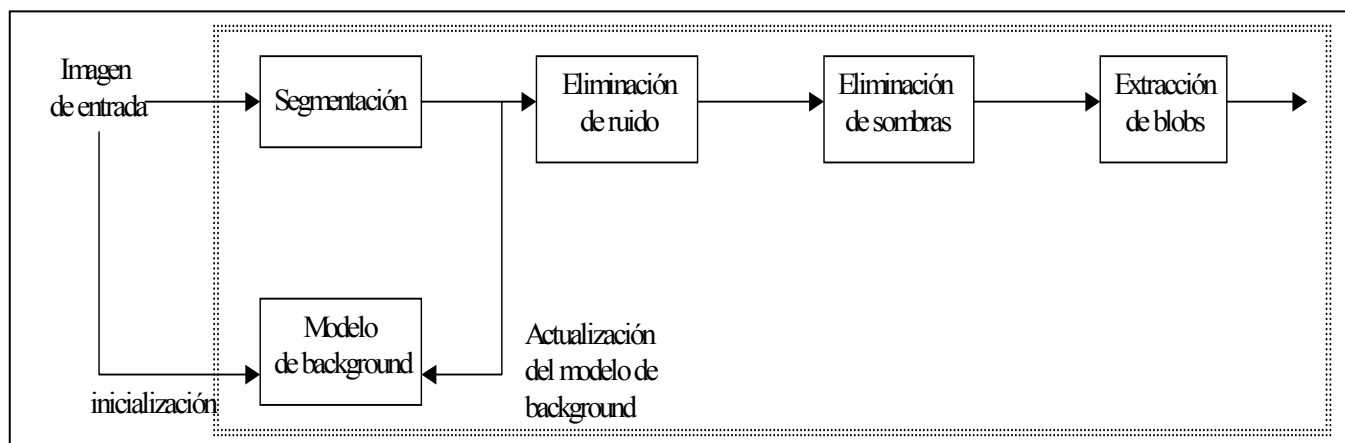 Imagen
de entrada
Segmentación
Eliminación
de ruido
Eliminación
de sombras
Extracción
de blobs
Modelo
de background
Actualización
del modelo de
background
inicialización